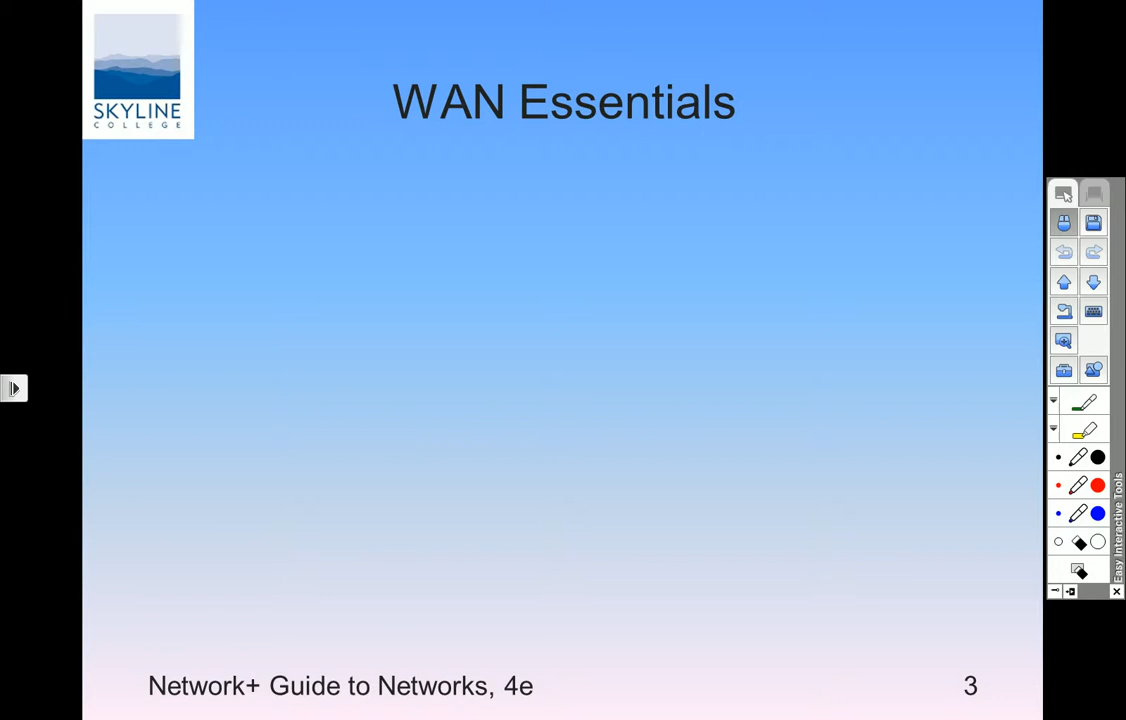 SKYLINE
COLLEGE
WAN Essentials
Easy Interactive Tools
Network+ Guide to Networks, 4e
3